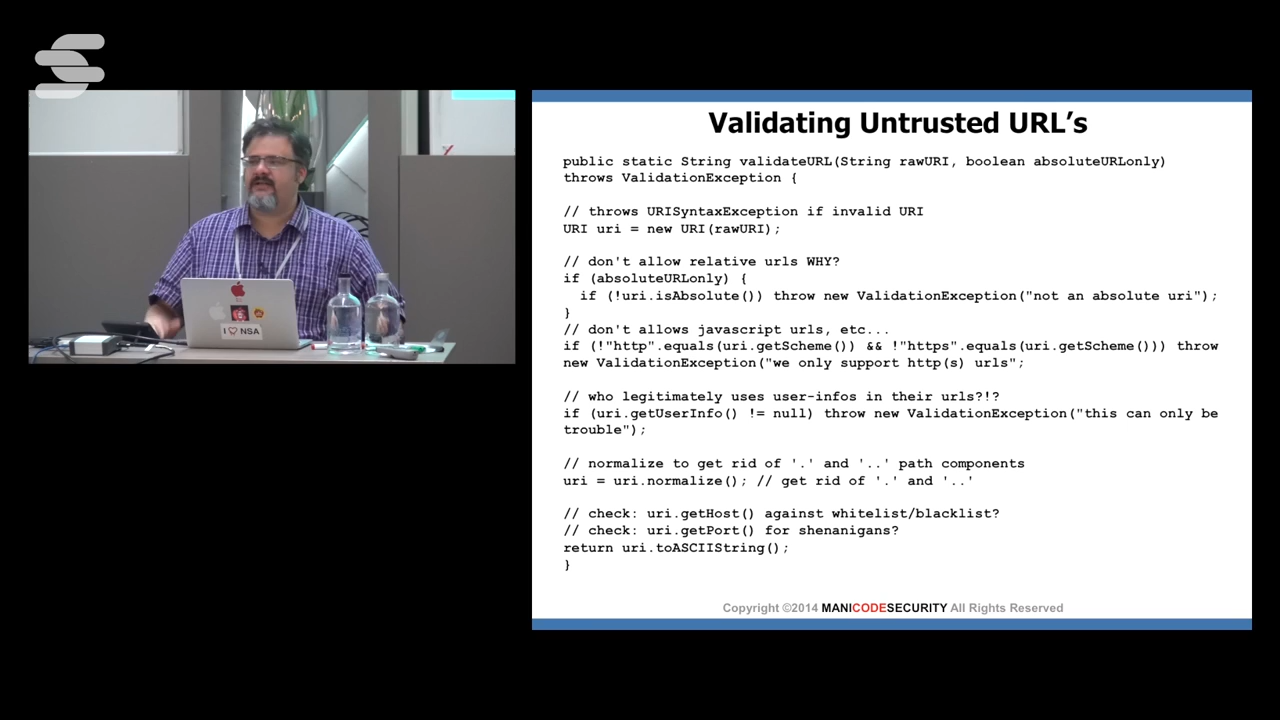 I ♡ NSA
Validating Untrusted URL's
public static String validateURL(String rawURI, boolean absoluteURLonly)
throws ValidationException {
// throws URISyntaxException if invalid URI
URI uri = new URI(rawURI);
// don't allow relative urls WHY?
if (absoluteURLonly) {
if (!uri.isAbsolute()) throw new ValidationException("not an absolute uri");
}
// don't allows javascript urls, etc...
if (!"http".equals(uri.getScheme()) && !"https".equals(uri.getScheme())) throw
new ValidationException("we only support http(s) urls";
// who legitimately uses user-infos in their urls?!?
if (uri.getUserInfo() != null) throw new ValidationException("this can only be
trouble");
// normalize to get rid of '.' and '..' path components
uri = uri.normalize(); // get rid of '.' and '..'
// check: uri.getHost() against whitelist/blacklist?
// check: uri.getPort() for shenanigans?
return uri.toASCIIString();
}
Copyright ©2014 MANICODESECURITY All Rights Reserved